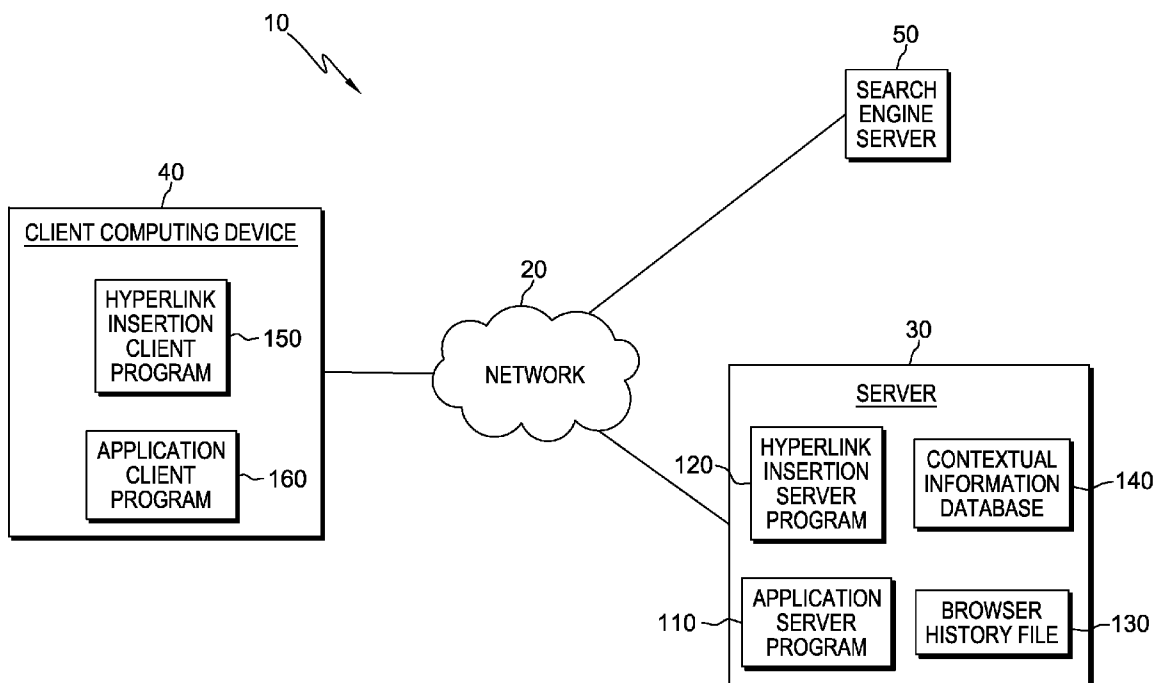 10
50
SEARCH
ENGINE
SERVER
40
CLIENT COMPUTING DEVICE
HYPERLINK
INSERTION
CLIENT
PROGRAM
150
APPLICATION
CLIENT
PROGRAM
160
20
NETWORK
30
SERVER
120
HYPERLINK
INSERTION
SERVER
PROGRAM
CONTEXTUAL
INFORMATION
DATABASE
140
110
APPLICATION
SERVER
PROGRAM
BROWSER
HISTORY FILE
130